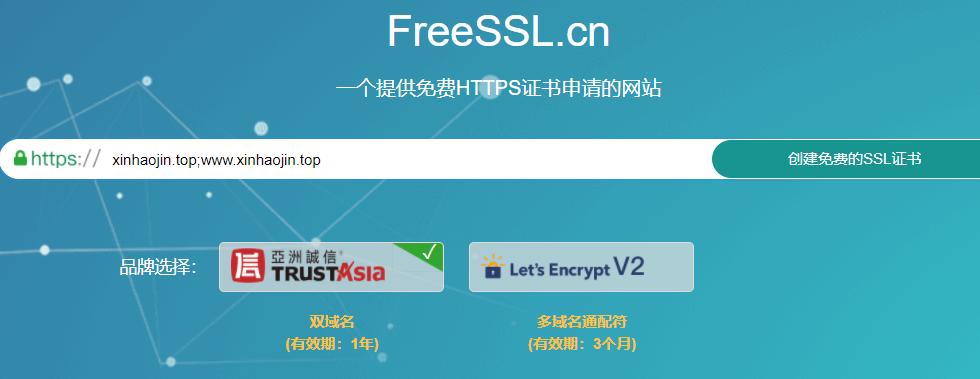 FreeSSL.cn
一个提供免费HTTPS证书申请的网站
https:// xinhaojin.top;www.xinhaojin.top 创建免费的SSL证书
品牌选择: 亞洲誠信 TRUSTAsia Let's Encrypt V2
双域名 多域名通配符
(有效期：1年) (有效期：3个月)